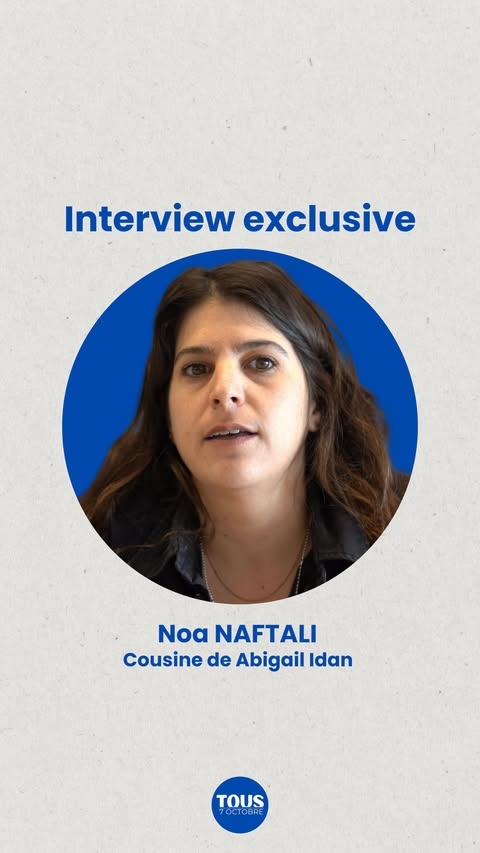 Interview exclusive
Noa NAFTALI
Cousine de Abigail Idan
TOUS
7 OCTOBRE